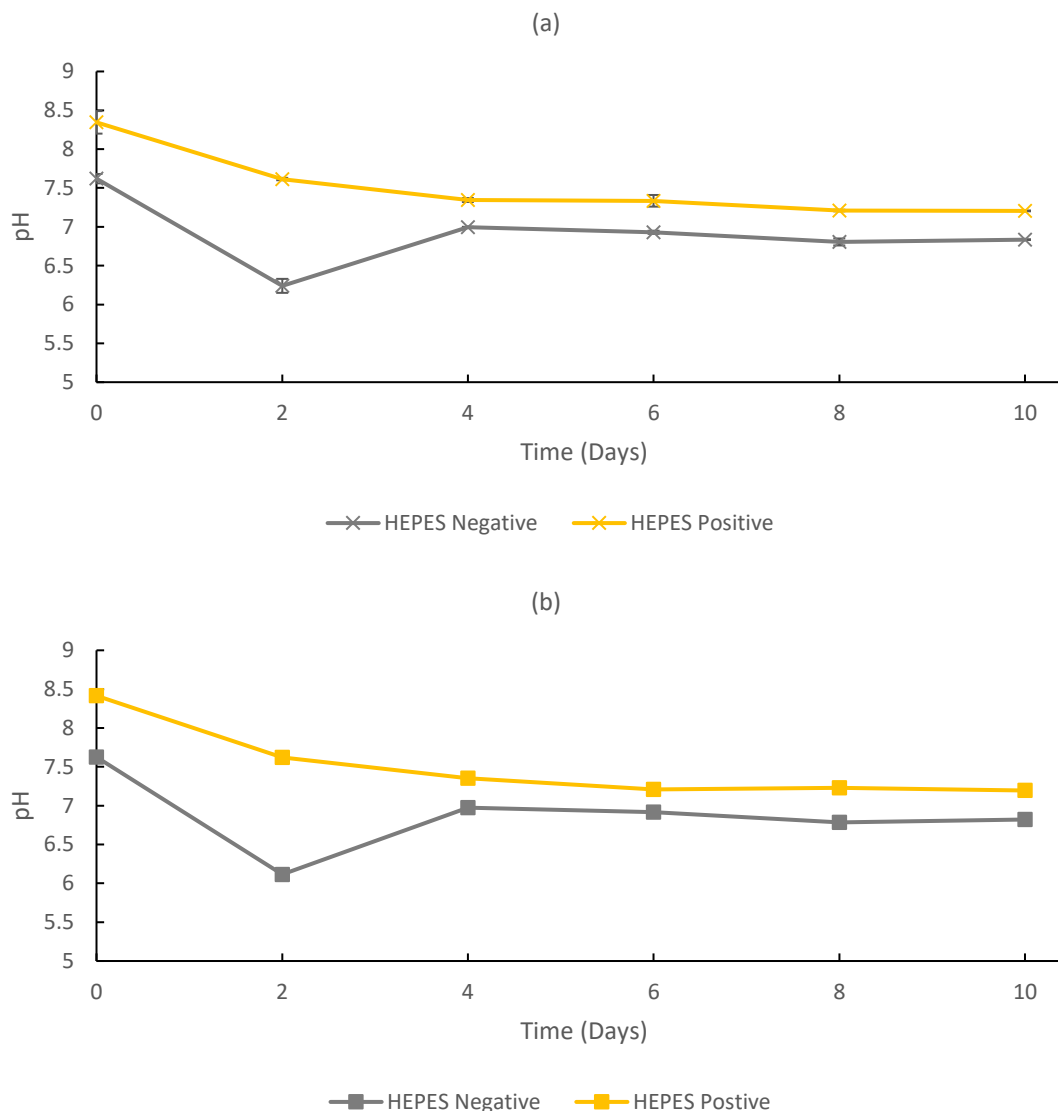 (a)
9
8.5
8
7.5
7
6.5
6
5.5
5
pH
0 2 4 6 8 10
Time (Days)
HEPES Negative HEPES Positive
(b)
9
8.5
8
7.5
7
6.5
6
5.5
5
pH
0 2 4 6 8 10
Time (Days)
HEPES Negative HEPES Postive